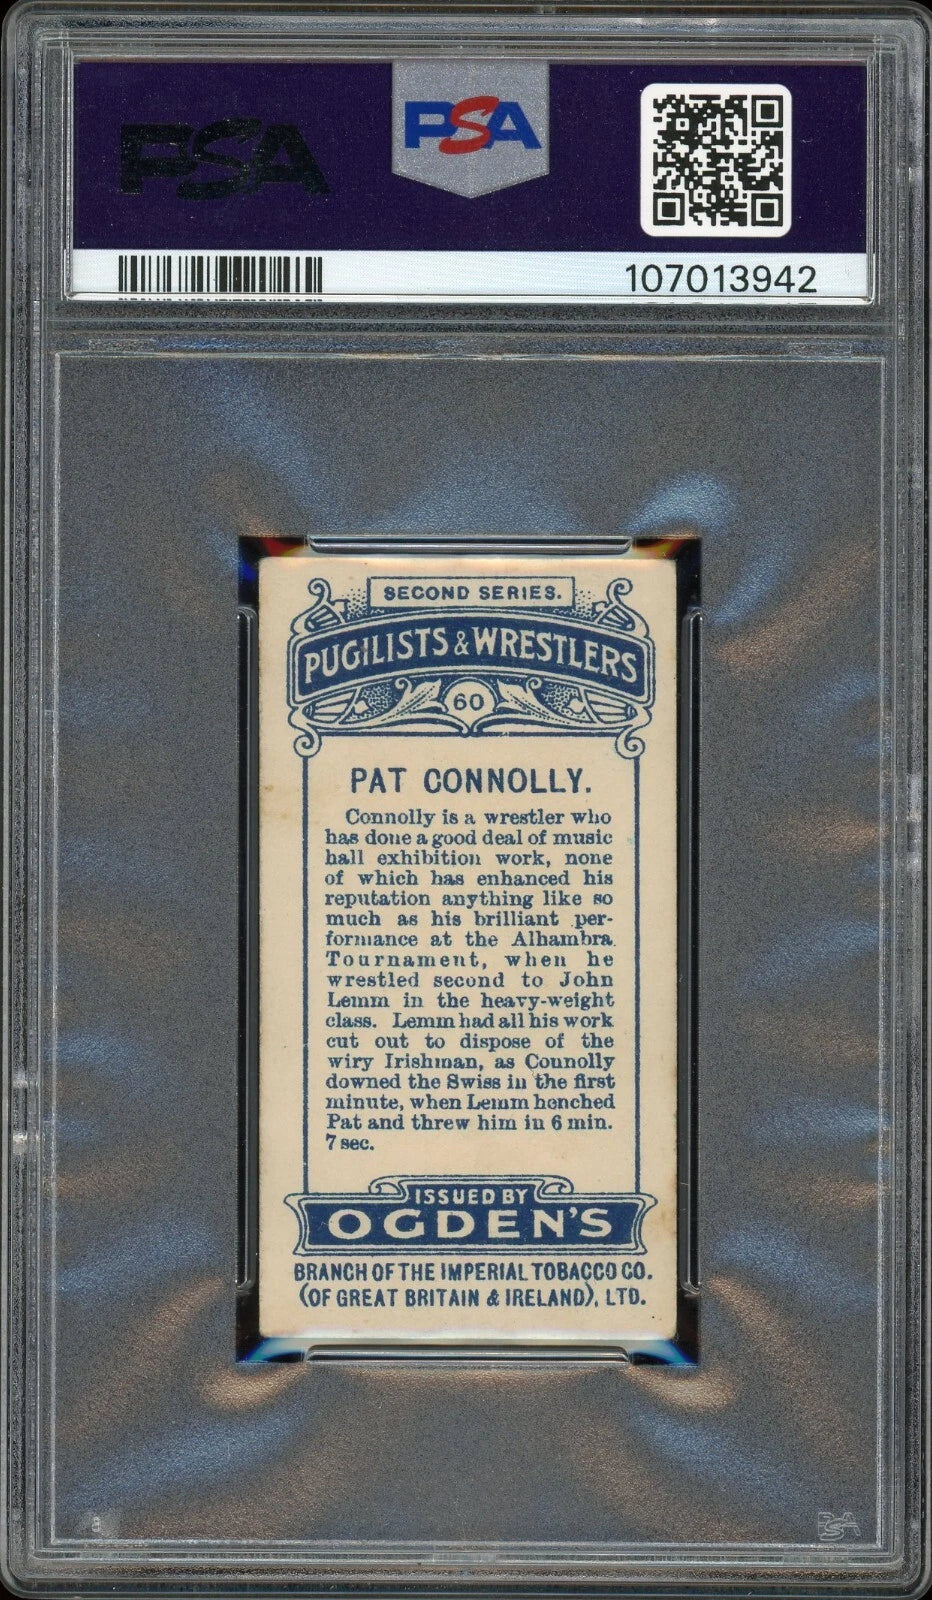 PSA
PSA
107013942
SECOND SERIES.
PUGILISTS & WRESTLERS
60
PAT CONNOLLY.
Connolly is a wrestler who
has done a good deal of music
hall exhibition work, none
of which has enhanced his
reputation anything like so
much as his brilliant per-
formance at the Alhambra
Tournament, when he
wrestled second to John
Lemm in the heavy-weight
class. Lemm had all his work
cut out to dispose of the
wiry Irishman, as Connolly
downed the Swiss in the first
minute, when Lemm henched
Pat and threw him in 6 min.
7 sec.
ISSUED BY
OGDEN'S
BRANCH OF THE IMPERIAL TOBACCO CO.
(OF GREAT BRITAIN & IRELAND), LTD.
PSA